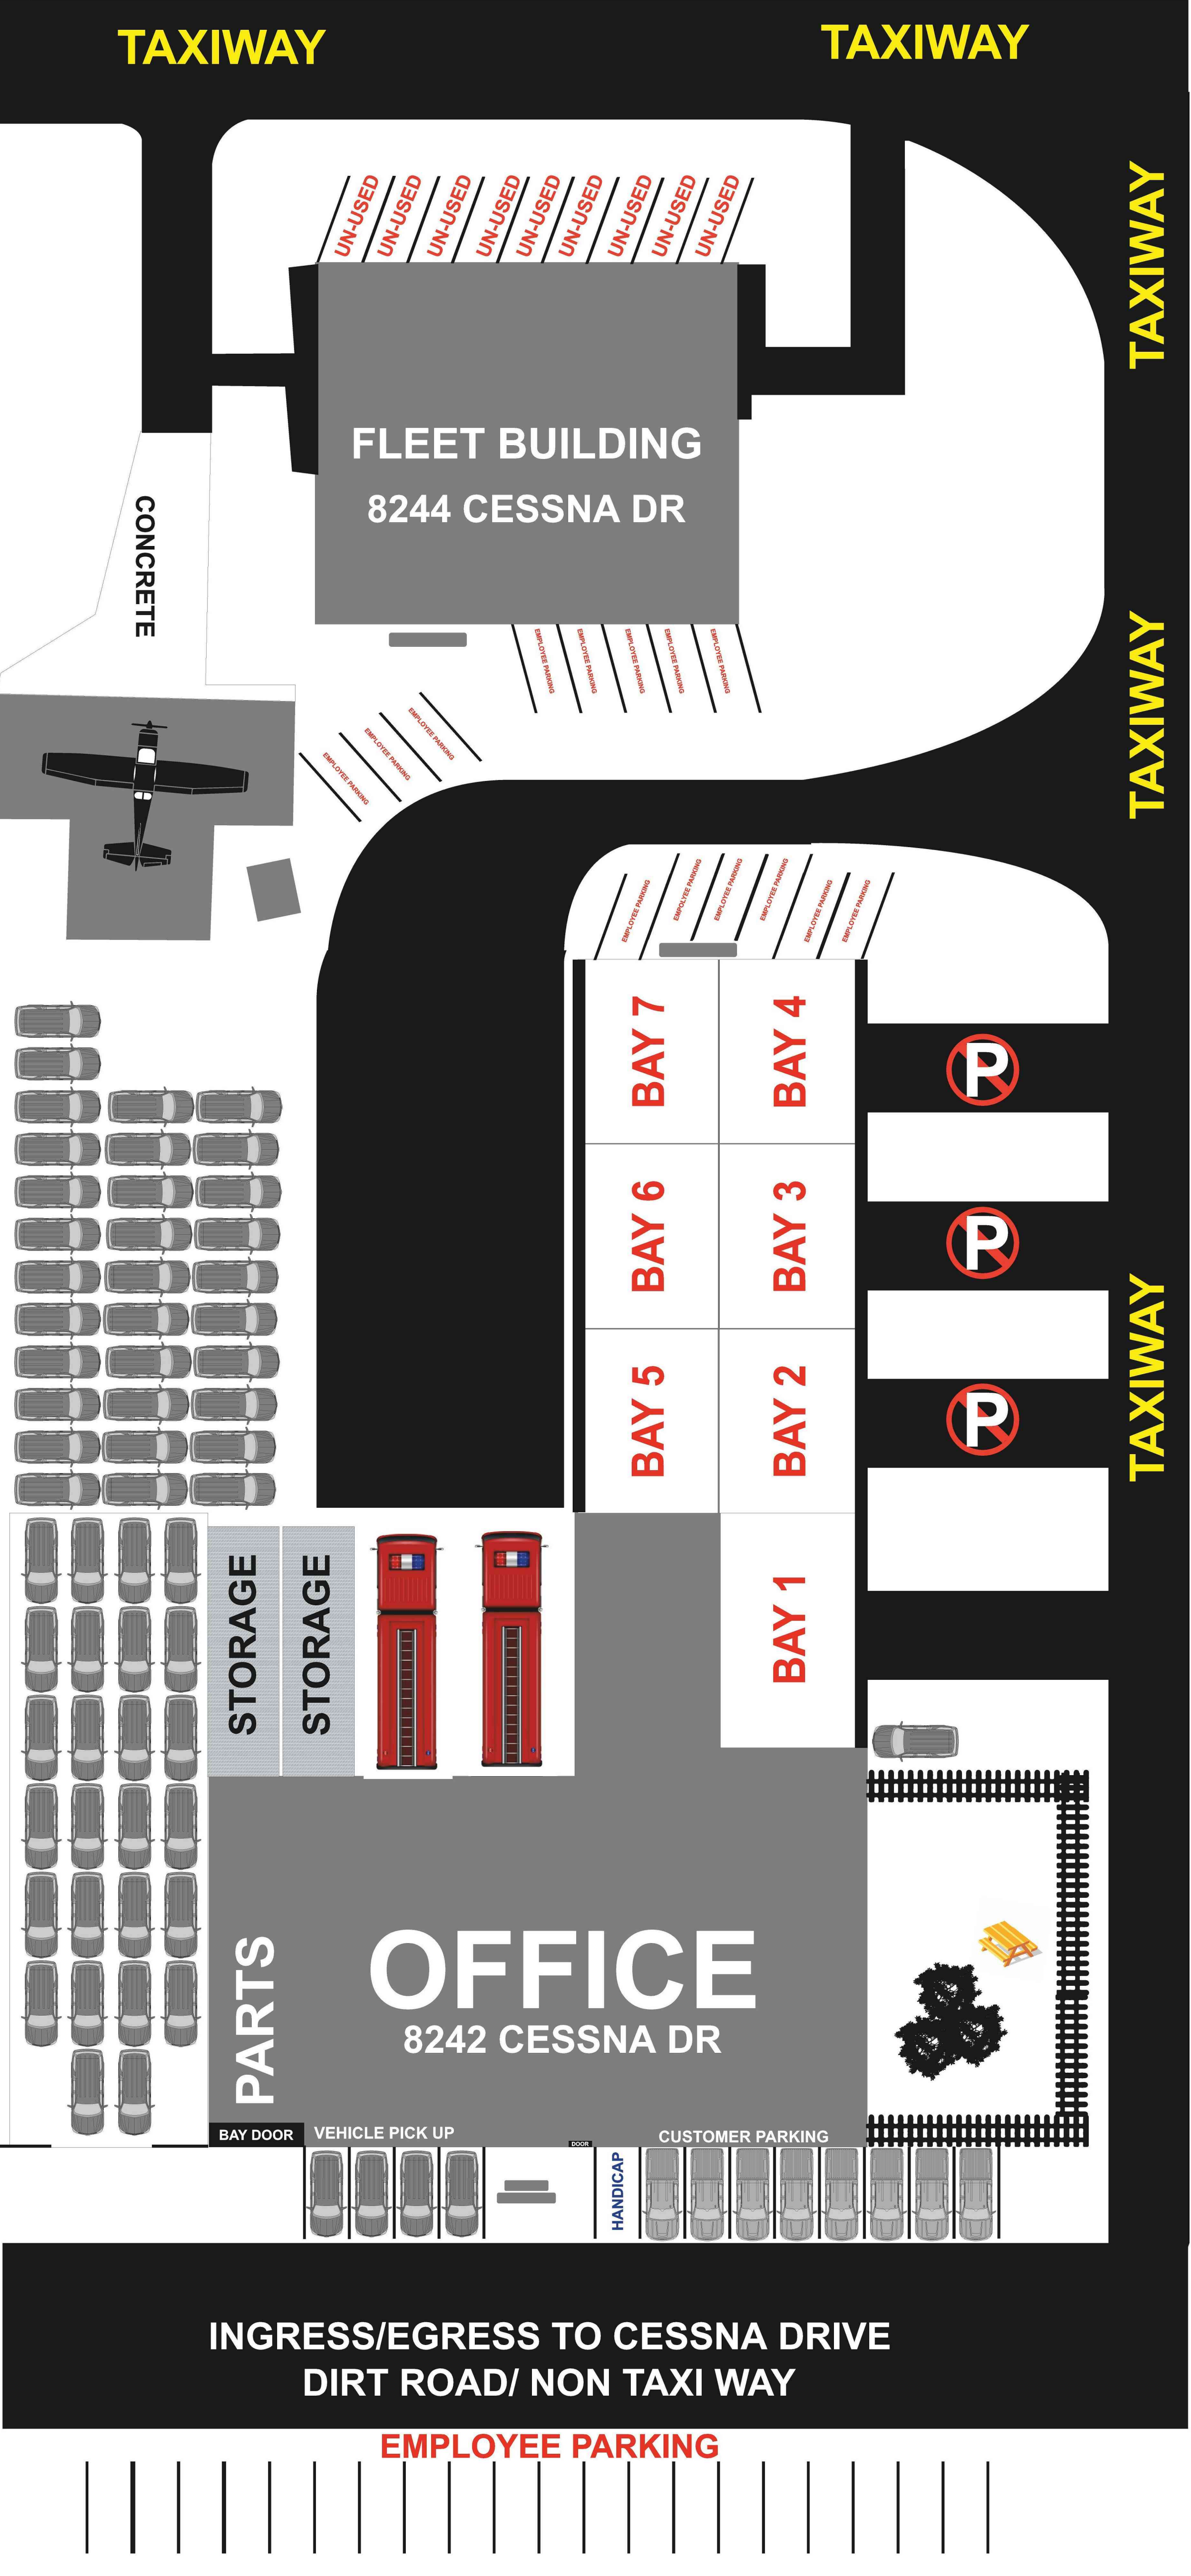 TAXIWAY
TAXIWAY
TAXIWAY
UN-USED
UN-USED
UN-USED
UN-USED
UN-USED
UN-USED
UN-USED
UN-USED
UN-USED
FLEET BUILDING
8244 CESSNA DR
CONCRETE
EMPLOYEE PARKING
EMPLOYEE PARKING
EMPLOYEE PARKING
EMPLOYEE PARKING
EMPLOYEE PARKING
TAXIWAY
EMPLOYEE PARKING
EMPLOYEE PARKING
EMPLOYEE PARKING
EMPLOYEE PARKING
EMPOLYEE PARKING
EMPLOYEE PARKING
EMPLOYEE PARKING
EMPLOYEE PARKING
EMPLOYEE PARKING
BAY 7
BAY 4
P
BAY 6
BAY 3
P
BAY 5
BAY 2
P
TAXIWAY
STORAGE
STORAGE
BAY 1
PARTS
OFFICE
8242 CESSNA DR
BAY DOOR
VEHICLE PICK UP
DOOR
CUSTOMER PARKING
HANDICAP
INGRESS/EGRESS TO CESSNA DRIVE
DIRT ROAD/ NON TAXI WAY
EMPLOYEE PARKING